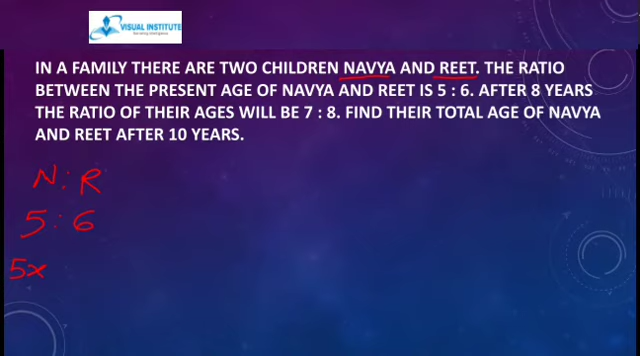 VISUAL INSTITUTE
IN A FAMILY THERE ARE TWO CHILDREN NAVYA AND REET. THE RATIO
BETWEEN THE PRESENT AGE OF NAVYA AND REET IS 5 : 6. AFTER 8 YEARS
THE RATIO OF THEIR AGES WILL BE 7 : 8. FIND THEIR TOTAL AGE OF NAVYA
AND REET AFTER 10 YEARS.
N : R
5 : 6
5x